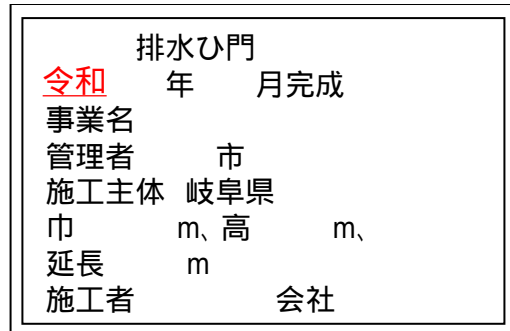 排水ひ門
令和　　年　　月完成
事業名
管理者　　　市
施工主体　岐阜県
巾　　　　m、高　　　m、
延長　　　m
施工者　　　　　会社